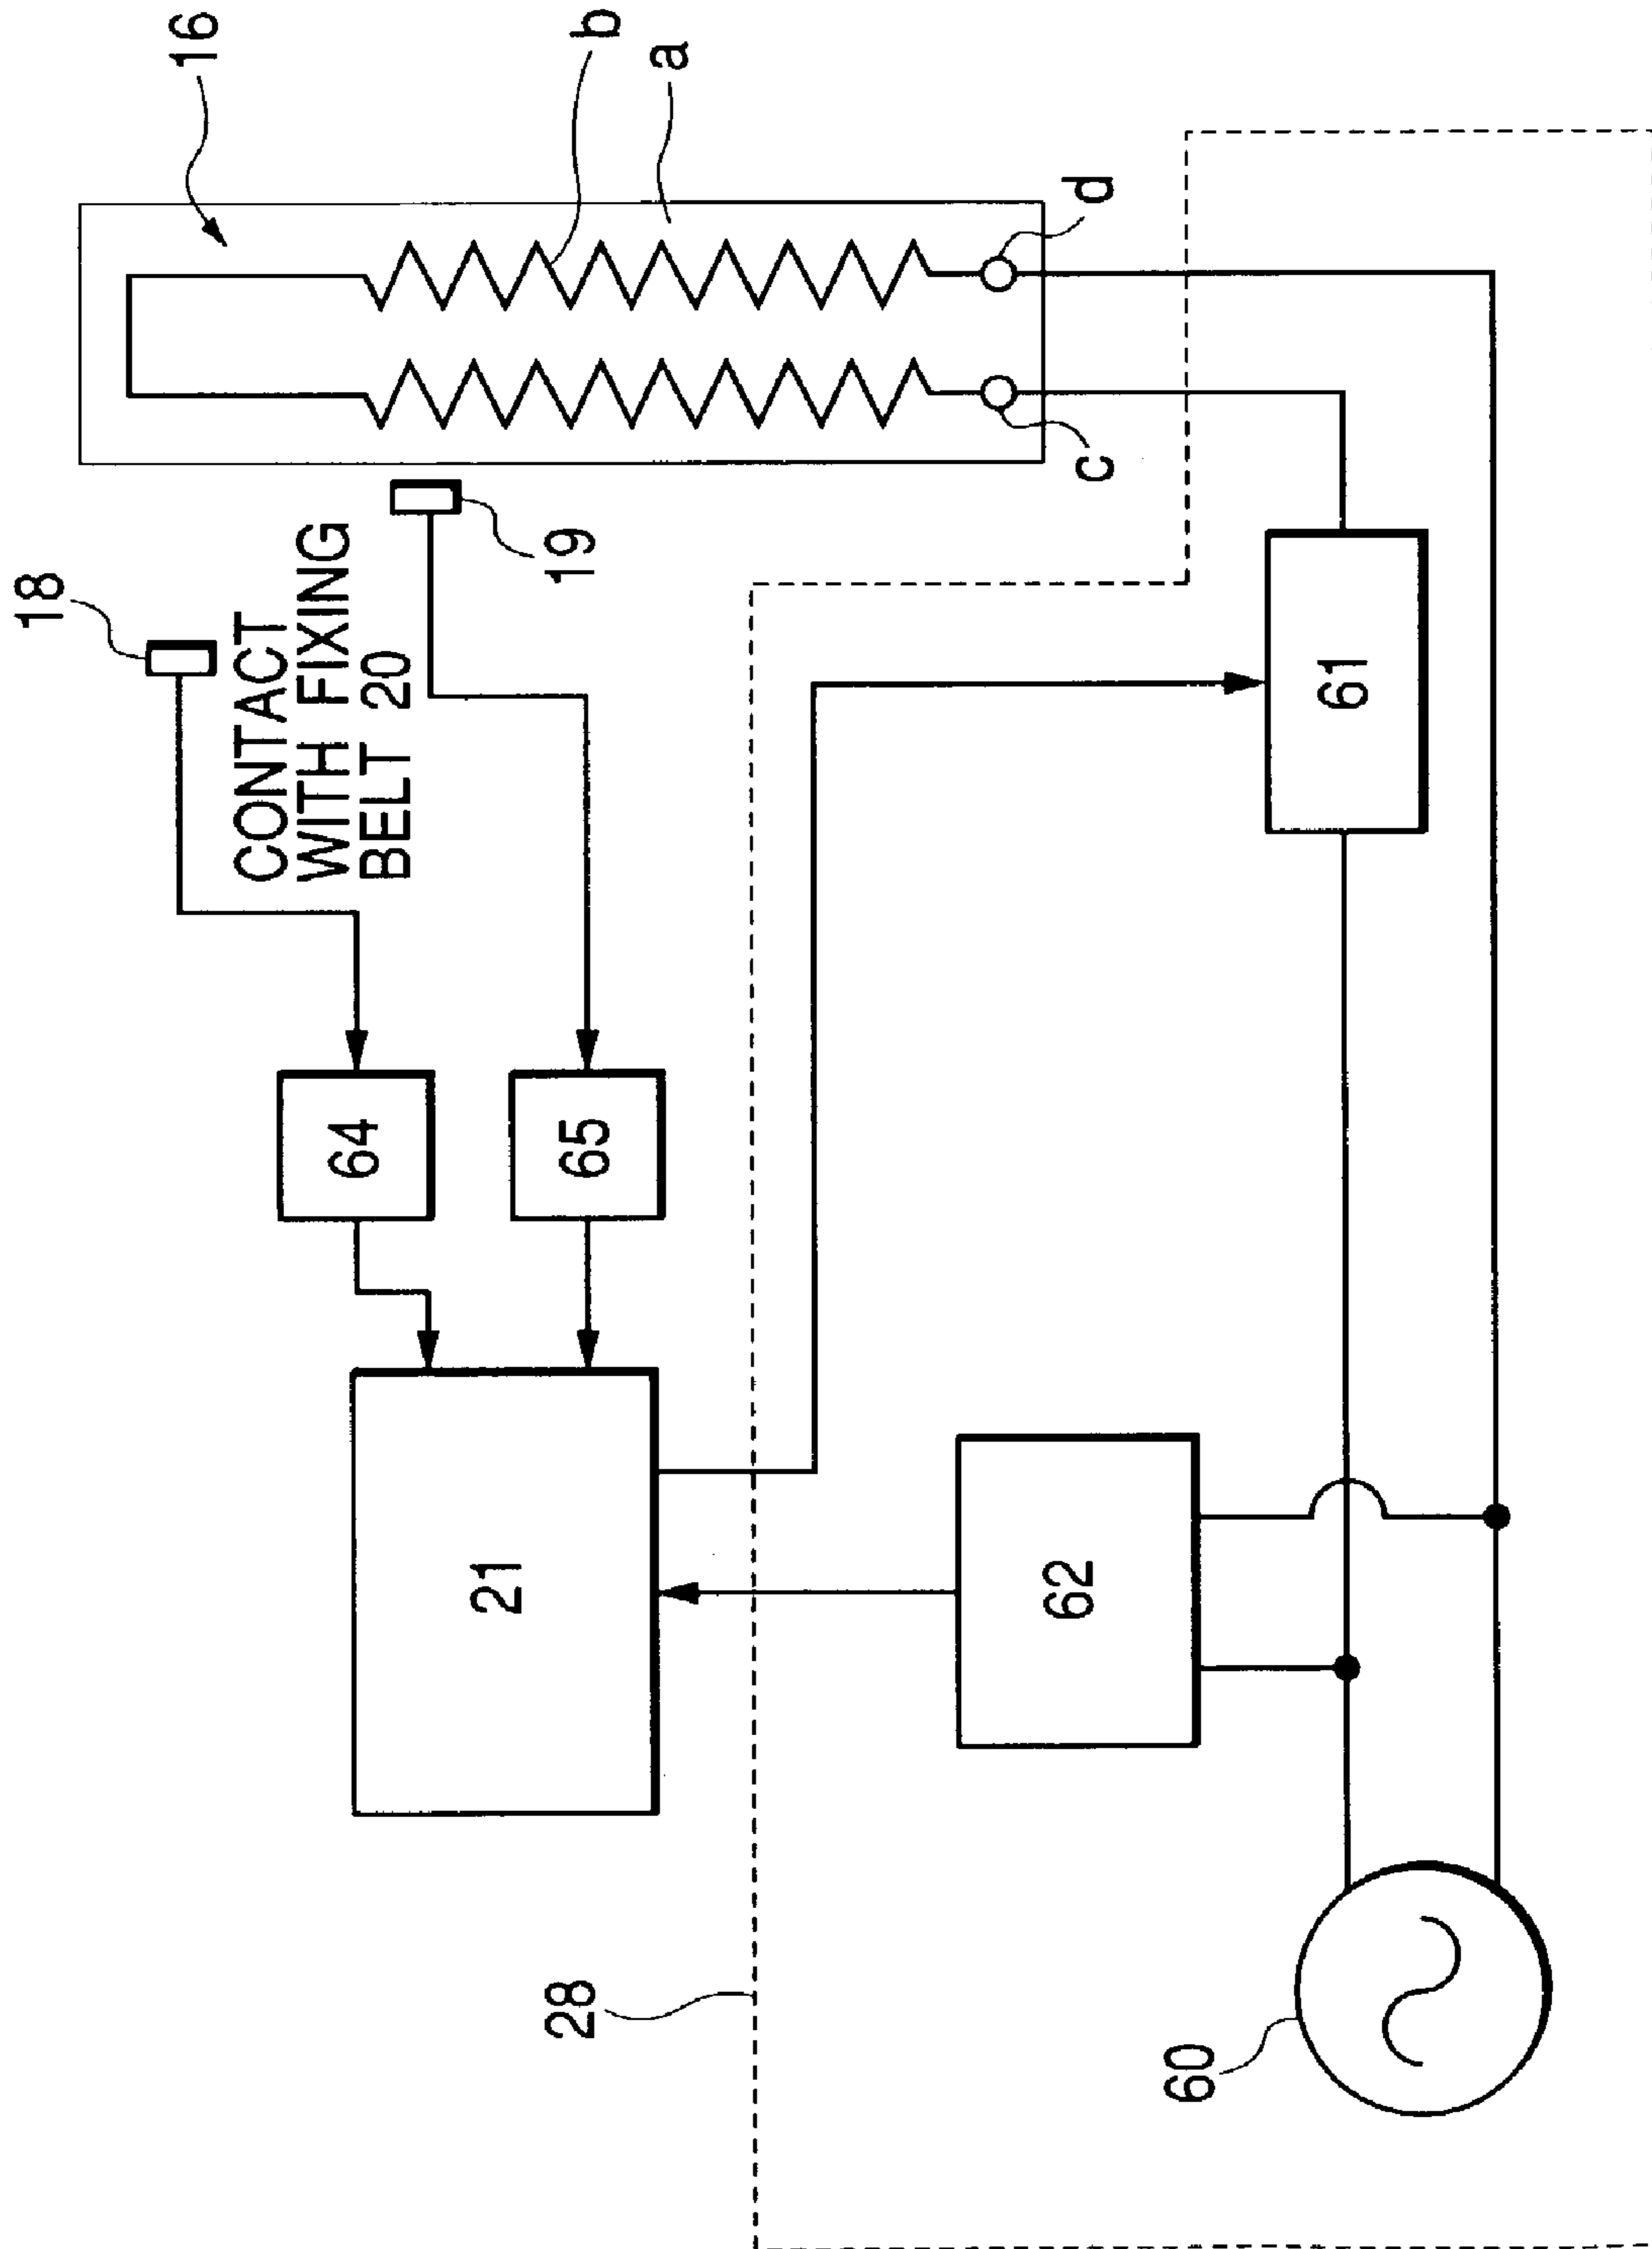 16
b
a
d
c
18
CONTACT
WITH FIXING
BELT 20
19
64
65
61
21
62
28
60